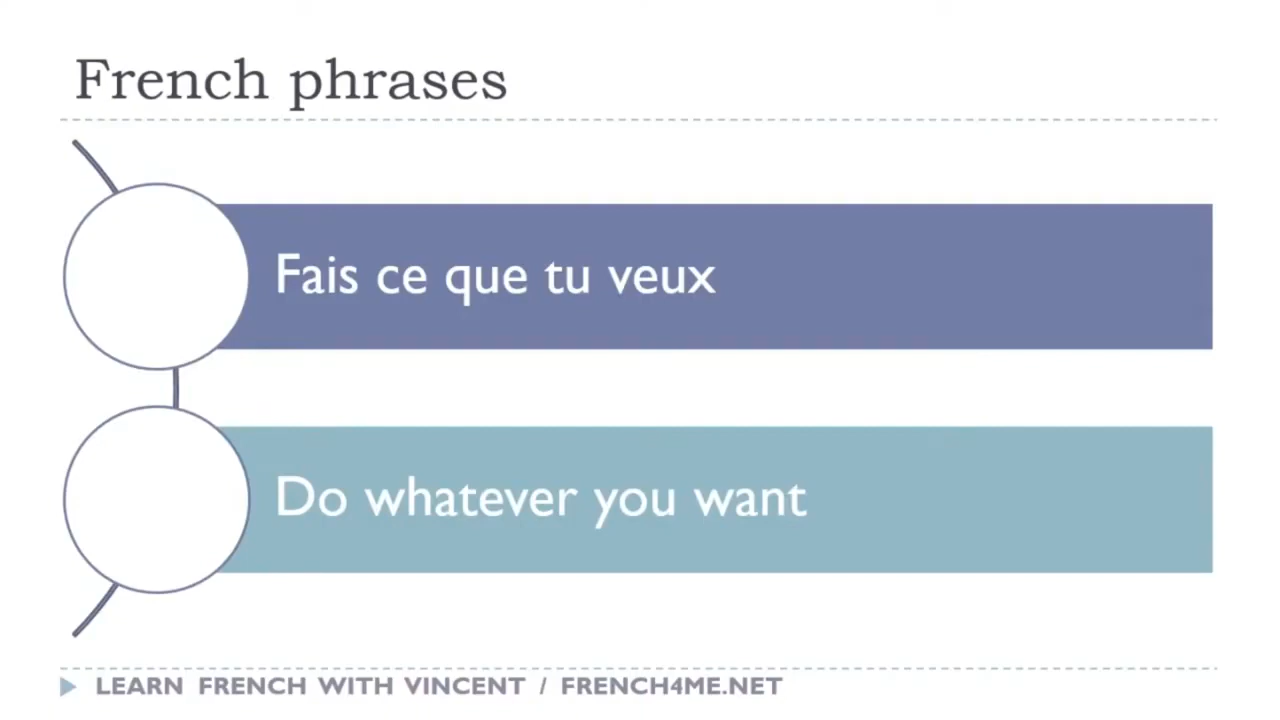 French phrases
Fais ce que tu veux
Do whatever you want
LEARN FRENCH WITH VINCENT / FRENCH4ME.NET